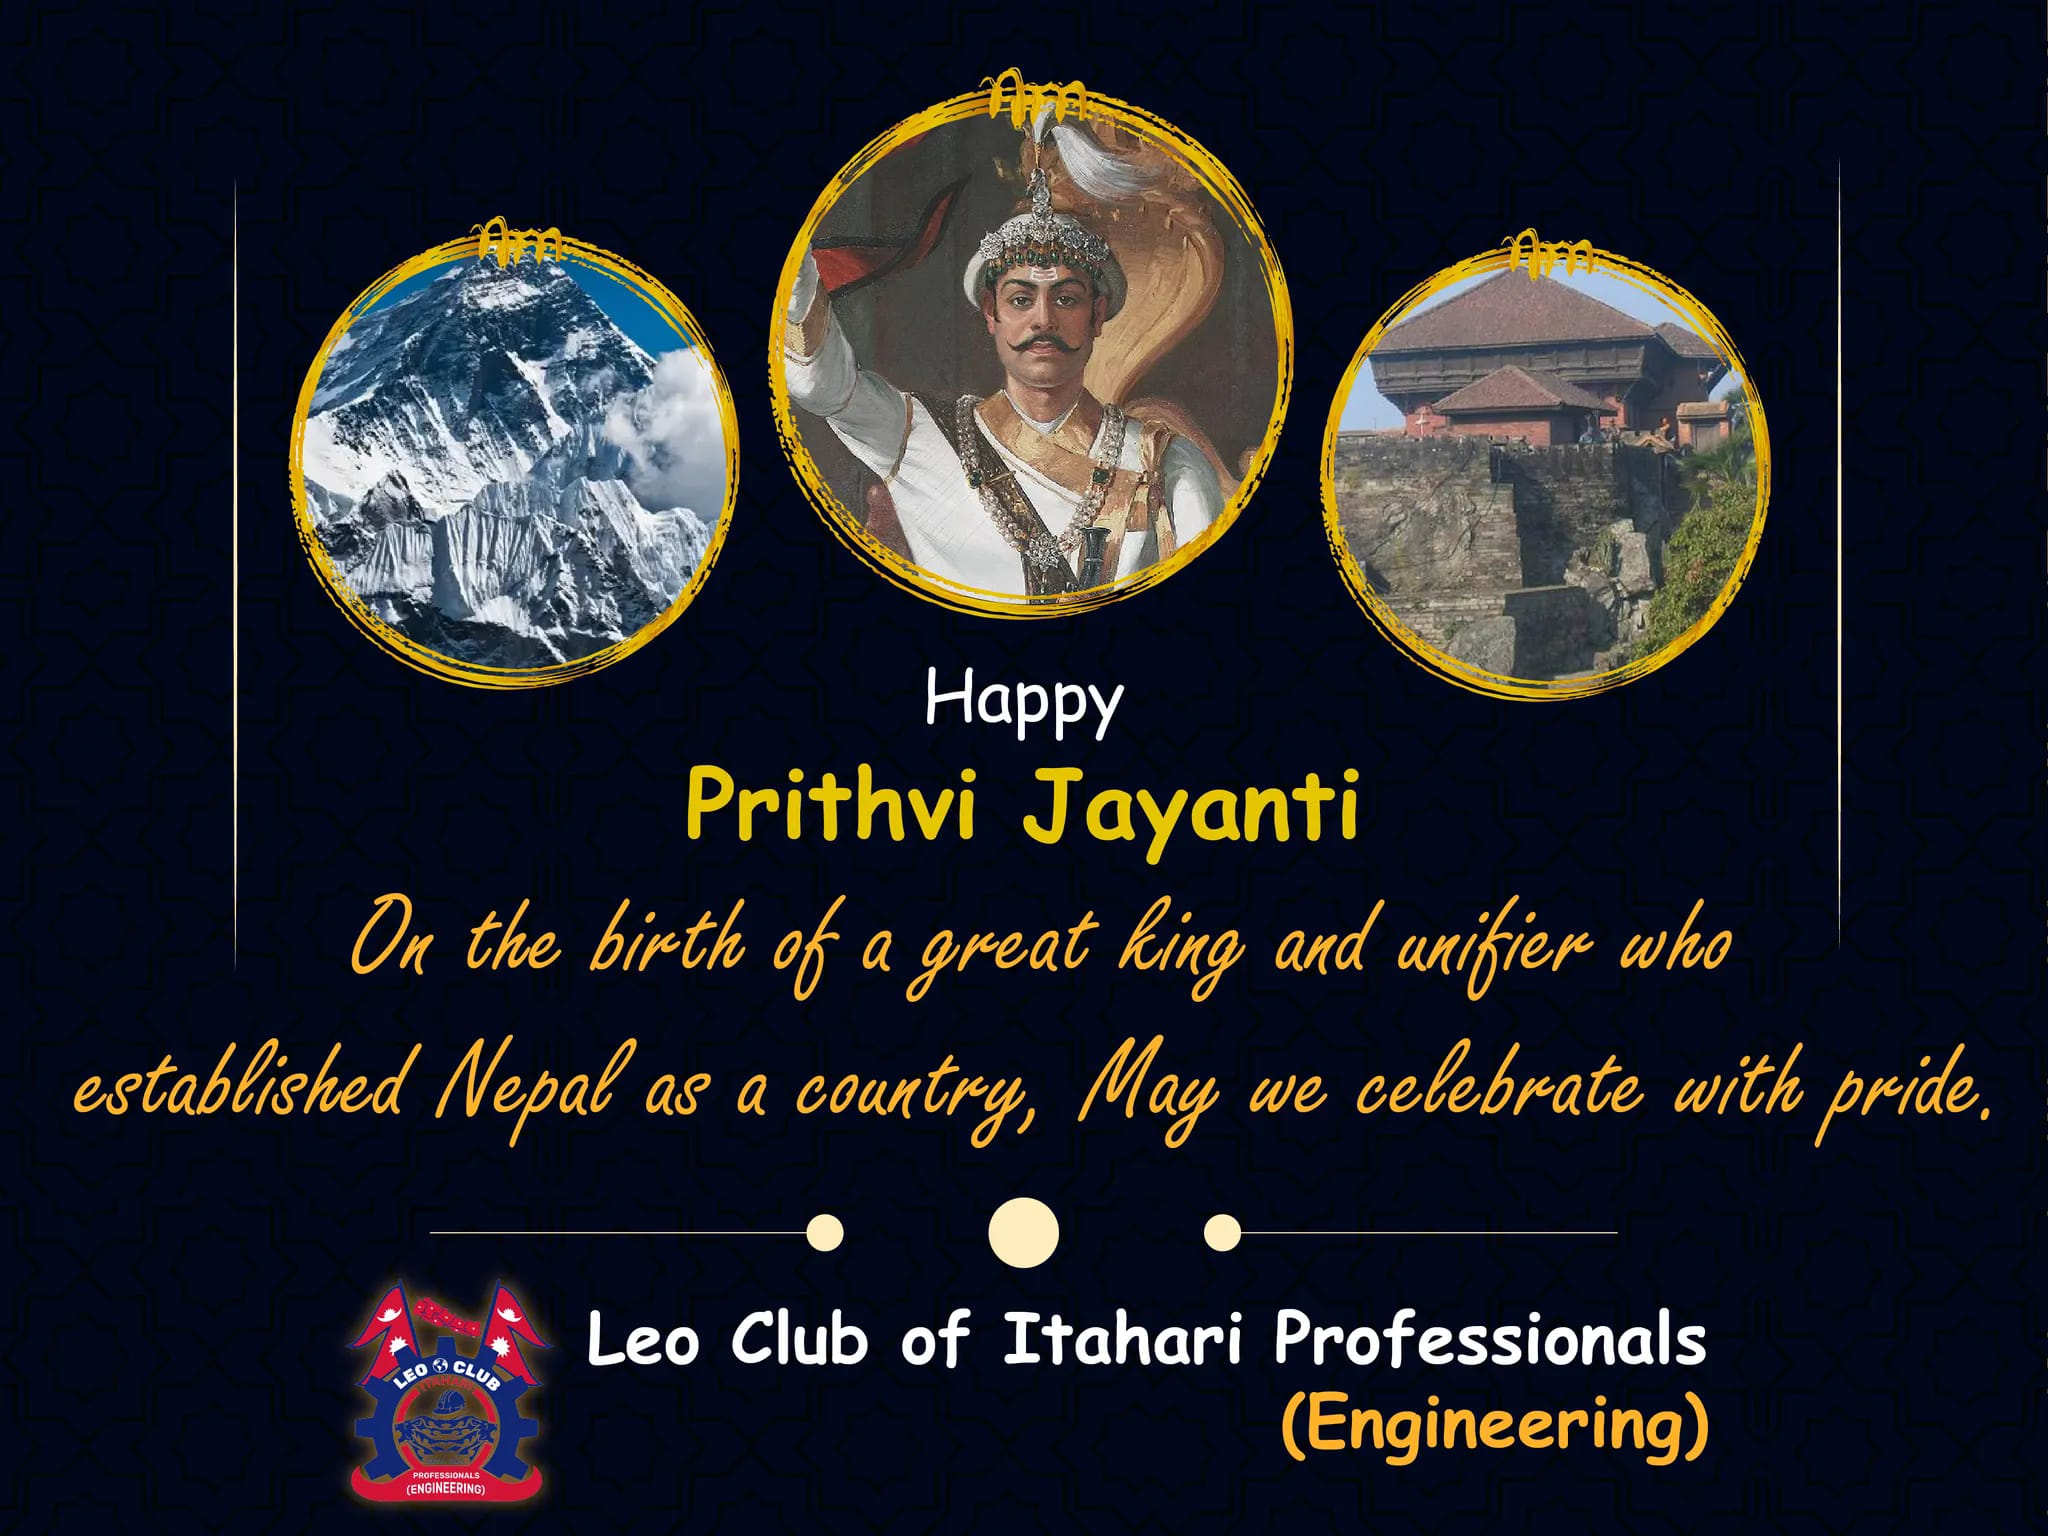 Happy
Prithvi Jayanti
On the birth of a great king and unifier who
established Nepal as a country, May we celebrate with pride.
Leo Club of Itahari Professionals
(Engineering)
LEO CLUB
ITAHARI
PROFESSIONALS
(ENGINEERING)